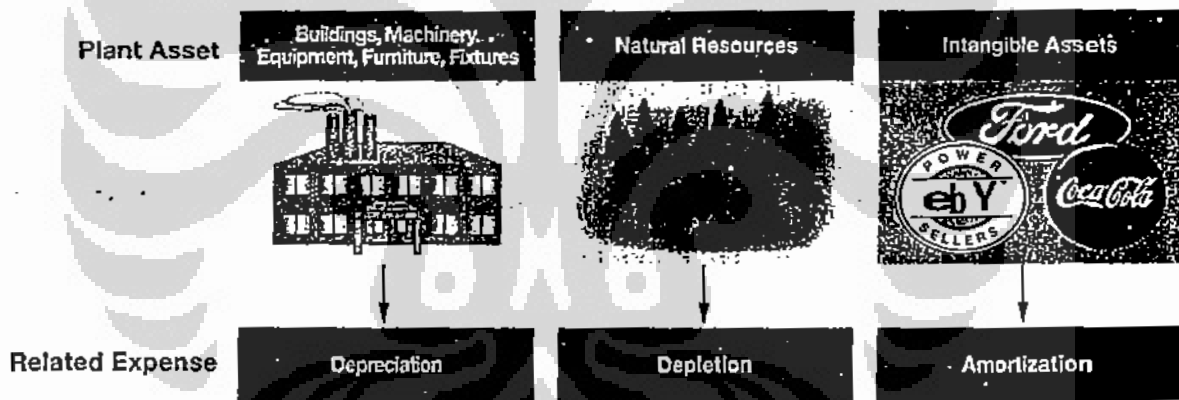 Plant Asset
Buildings, Machinery,
Equipment, Furniture, Fixtures
Natural Resources
Intangible Assets
Ford
POWER
ebY
SELLERS
Coca Cola
Related Expense
Depreciation
Depletion
Amortization